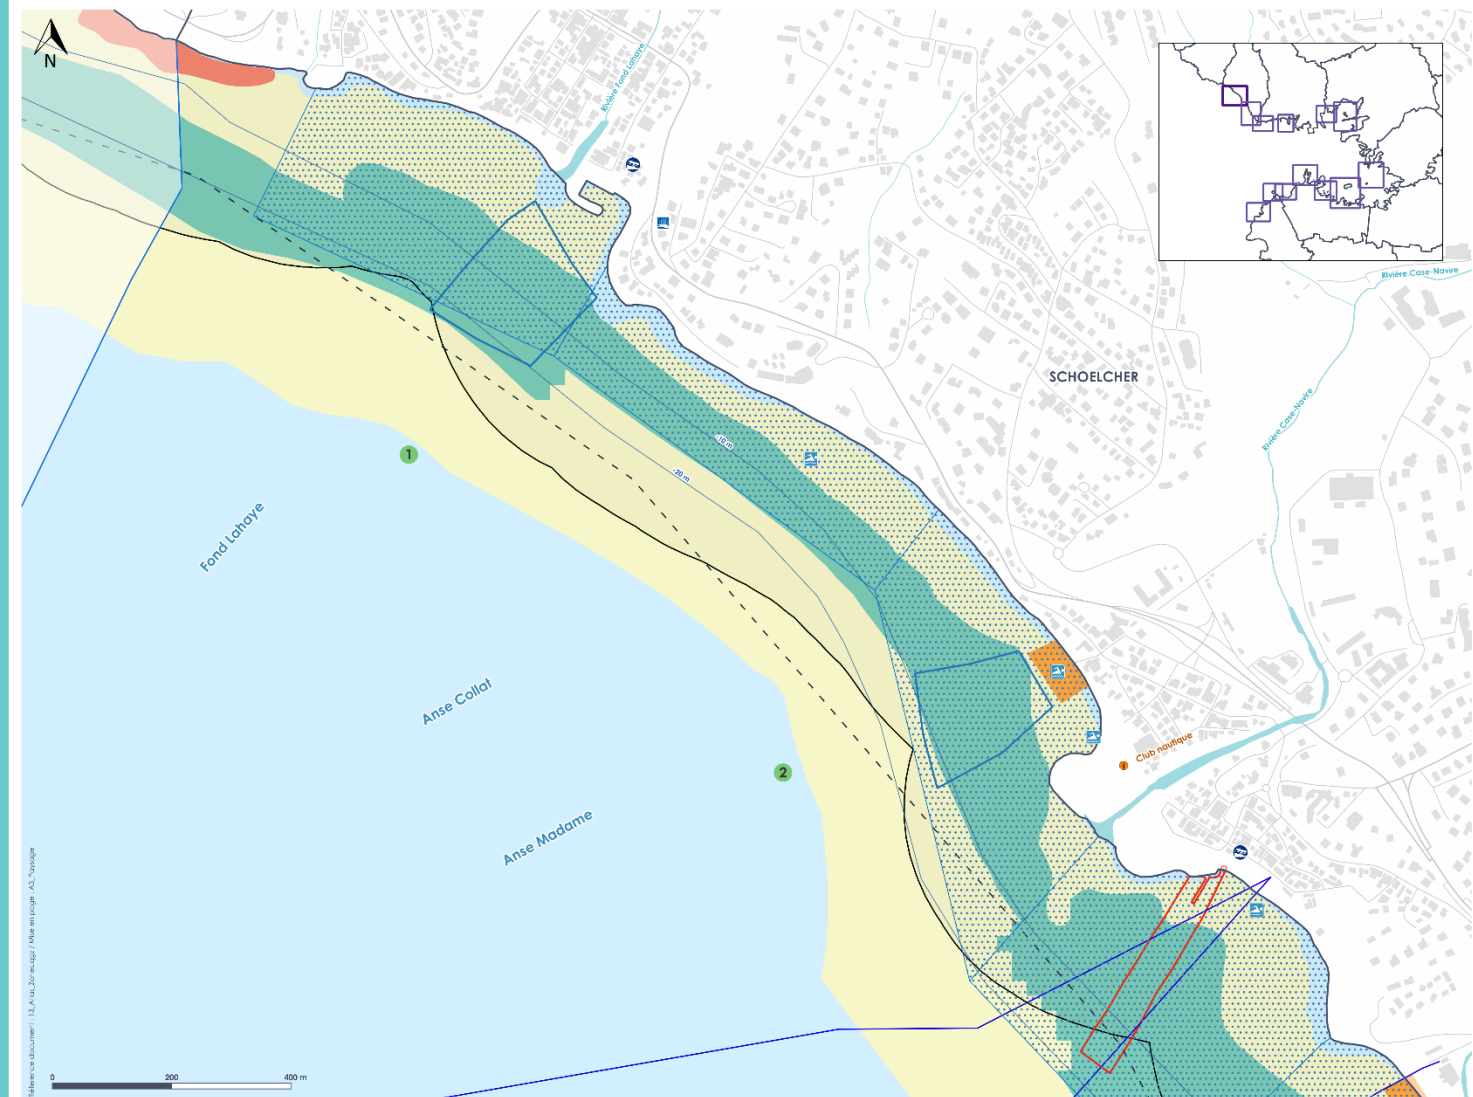 N
Rivière Fond Lahaye
Rivière Case-Navire
SCHOELCHER
Rivière Case-Navire
-10 m
-20 m
1
Fond Lahaye
Anse Collat
2
Club nautique
Anse Madame
0
200
400 m